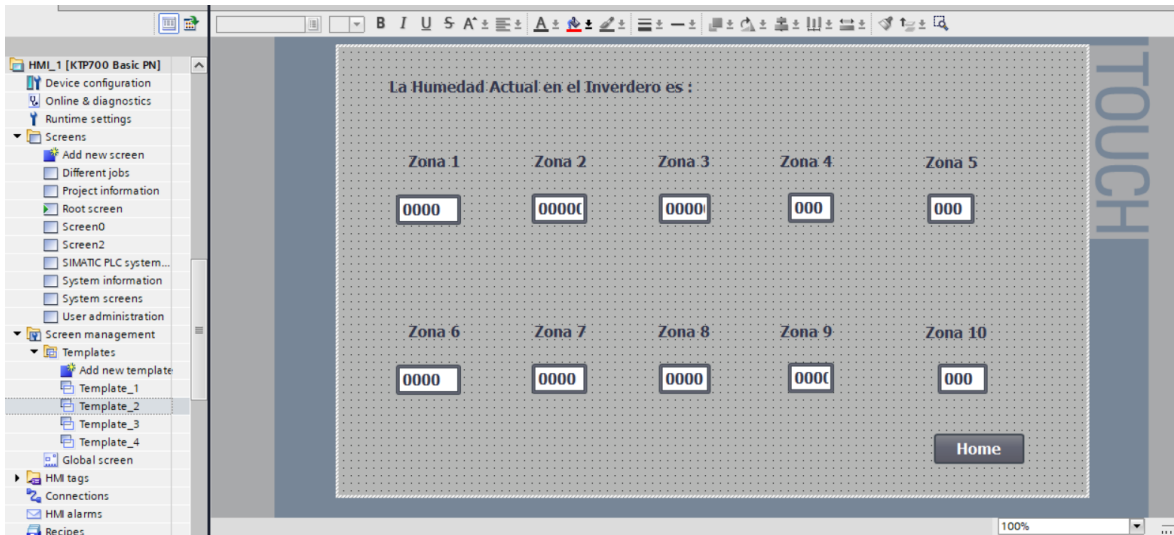 B I U S A
HMI_1 [KTP700 Basic PN]
Device configuration
Online & diagnostics
Runtime settings
Screens
Add new screen
Different jobs
Project information
Root screen
Screen0
Screen2
SIMATIC PLC system...
System information
System screens
User administration
Screen management
Templates
Add new template
Template_1
Template_2
Template_3
Template_4
Global screen
HMI tags
Connections
HMI alarms
Recipes
La Humedad Actual en el Inverdero es :
Zona 1 Zona 2 Zona 3 Zona 4 Zona 5
0000 0000( 0000 000 000
Zona 6 Zona 7 Zona 8 Zona 9 Zona 10
0000 0000 0000 000( 000
Home
TOUCH
100%